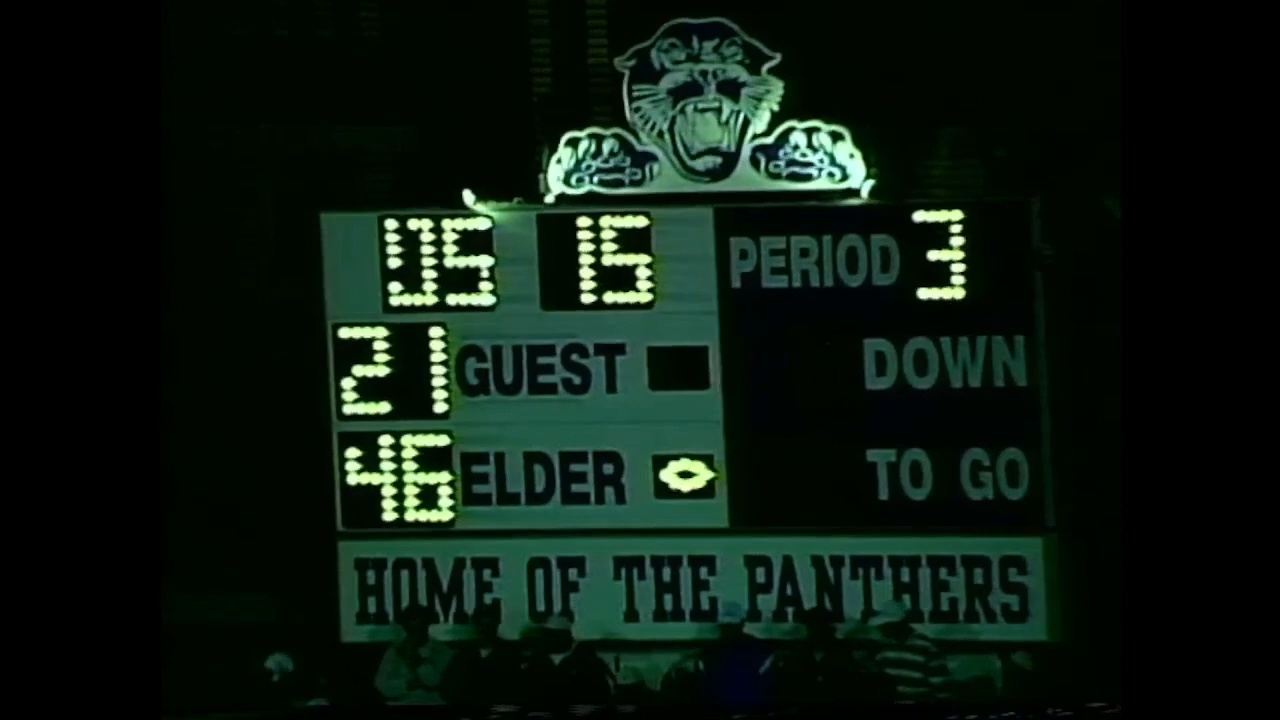 05 15 PERIOD 3
21 GUEST DOWN
46 ELDER TO GO
HOME OF THE PANTHERS